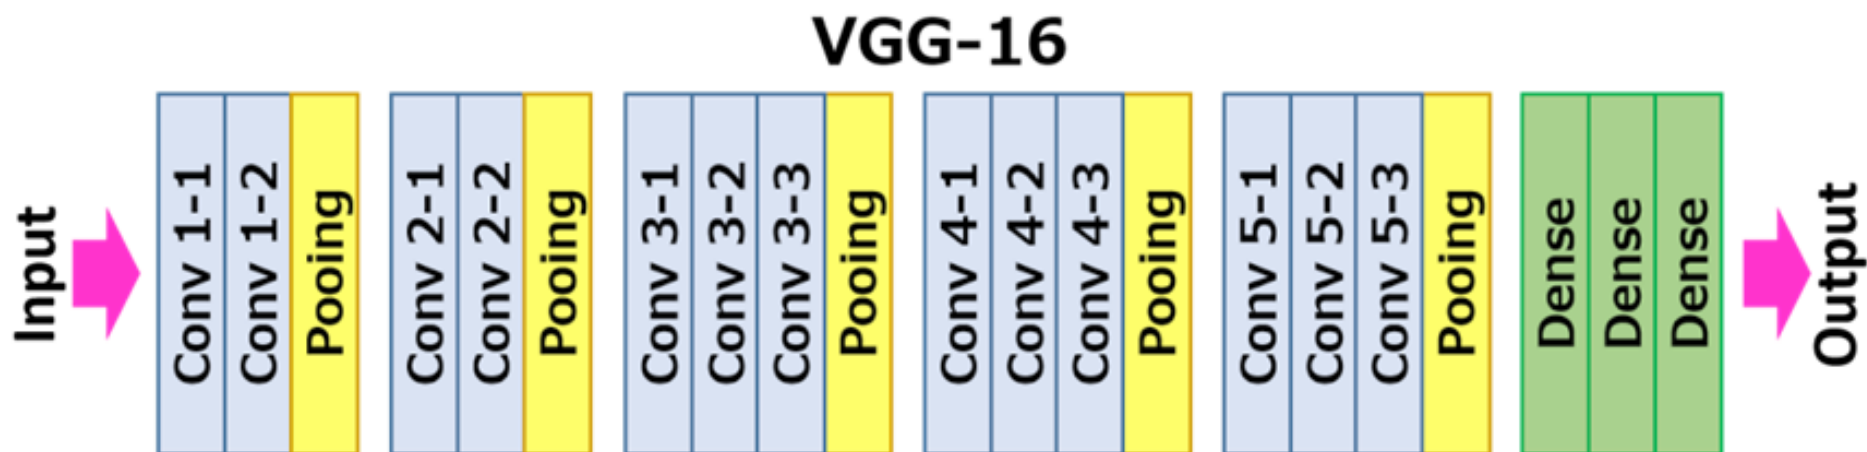 VGG-16
Input
Conv 1-1
Conv 1-2
Pooing
Conv 2-1
Conv 2-2
Pooing
Conv 3-1
Conv 3-2
Conv 3-3
Pooing
Conv 4-1
Conv 4-2
Conv 4-3
Pooing
Conv 5-1
Conv 5-2
Conv 5-3
Pooing
Dense
Dense
Dense
Output